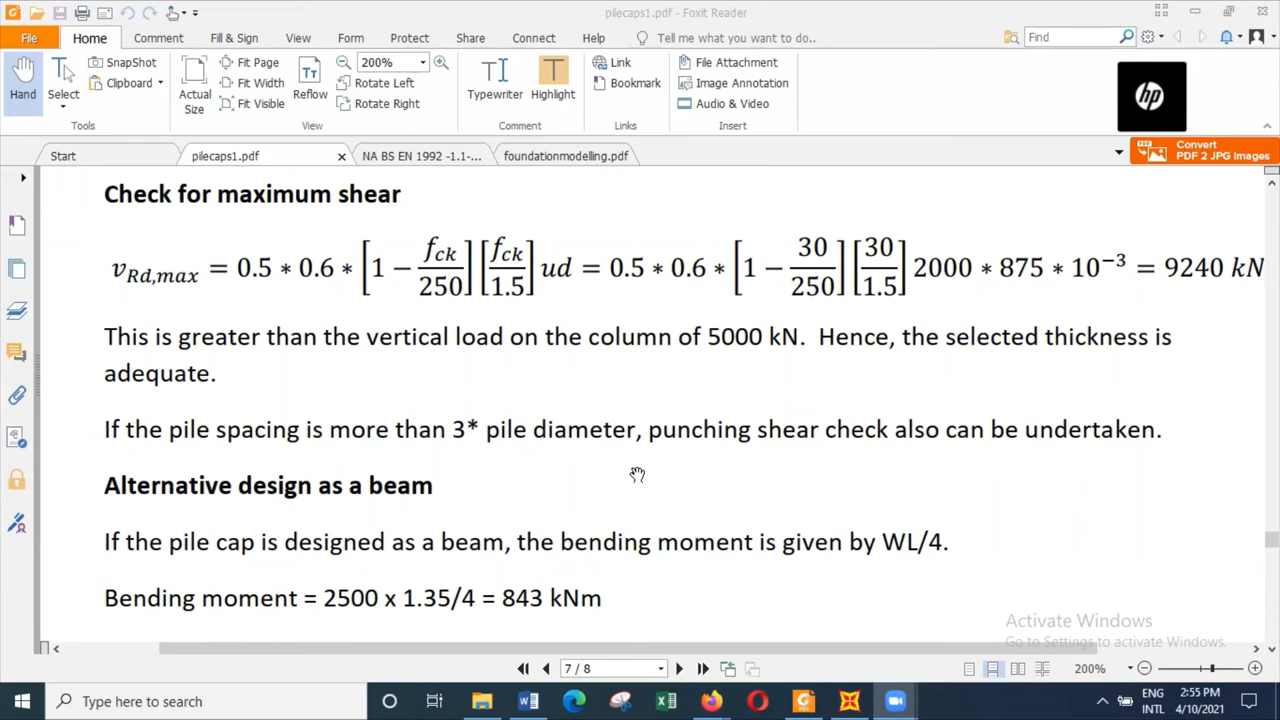 pilecaps1.pdf - Foxit Reader
File Home Comment Fill & Sign View Form Protect Share Connect Help Tell me what you want to do.. Find
Hand Select SnapShot Clipboard Actual Size Fit Page Fit Width Fit Visible Reflow 200% Rotate Left Rotate Right Typewriter Highlight Link Bookmark File Attachment Image Annotation Audio & Video
Tools View Comment Links Insert
hp
Start pilecaps1.pdf NA BS EN 1992 -1.1-... foundationmodelling.pdf
Convert
PDF 2 JPG Images
Check for maximum shear
v_{Rd,max} = 0.5 * 0.6 * [1 − f_{ck}/250] [f_{ck}/1.5] ud = 0.5 * 0.6 * [1 − 30/250] [30/1.5] 2000 * 875 * 10^{−3} = 9240 kN
This is greater than the vertical load on the column of 5000 kN. Hence, the selected thickness is
adequate.
If the pile spacing is more than 3* pile diameter, punching shear check also can be undertaken.
Alternative design as a beam
If the pile cap is designed as a beam, the bending moment is given by WL/4.
Bending moment = 2500 x 1.35/4 = 843 kNm
Activate Windows
Go to Settings to activate Windows.
7 / 8 200%
Type here to search
ENG
INTL
2:55 PM
4/10/2021